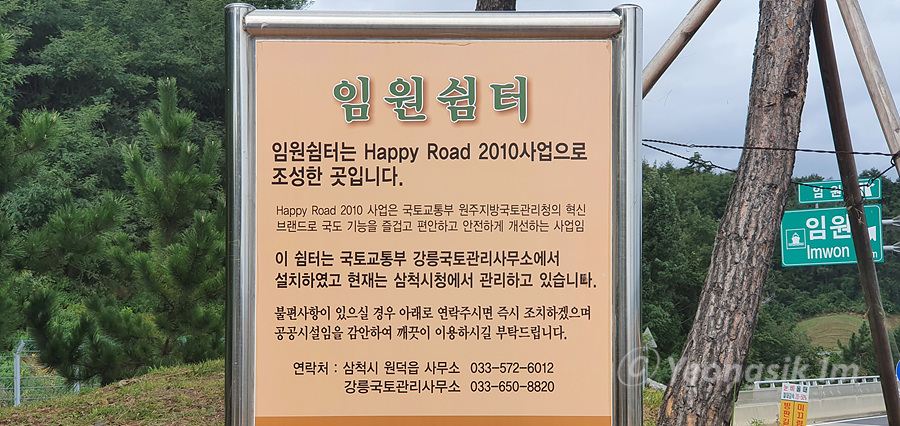 임원쉼터
임원쉼터는 Happy Road 2010사업으로
조성한 곳입니다.
Happy Road 2010 사업은 국토교통부 원주지방국토관리청의 혁신
브랜드로 국도 기능을 즐겁고 편안하고 안전하게 개선하는 사업임
이 쉼터는 국토교통부 강릉국토관리사무소에서
설치하였고 현재는 삼척시청에서 관리하고 있습니다.
불편사항이 있으실 경우 아래로 연락주시면 즉시 조치하겠으며
공공시설임을 감안하여 깨끗이 이용하시길 부탁드립니다.
연락처 : 삼척시 원덕읍 사무소 033-572-6012
강릉국토관리사무소 033-650-8820
임원
임원
Imwon
©Yeongsik Im